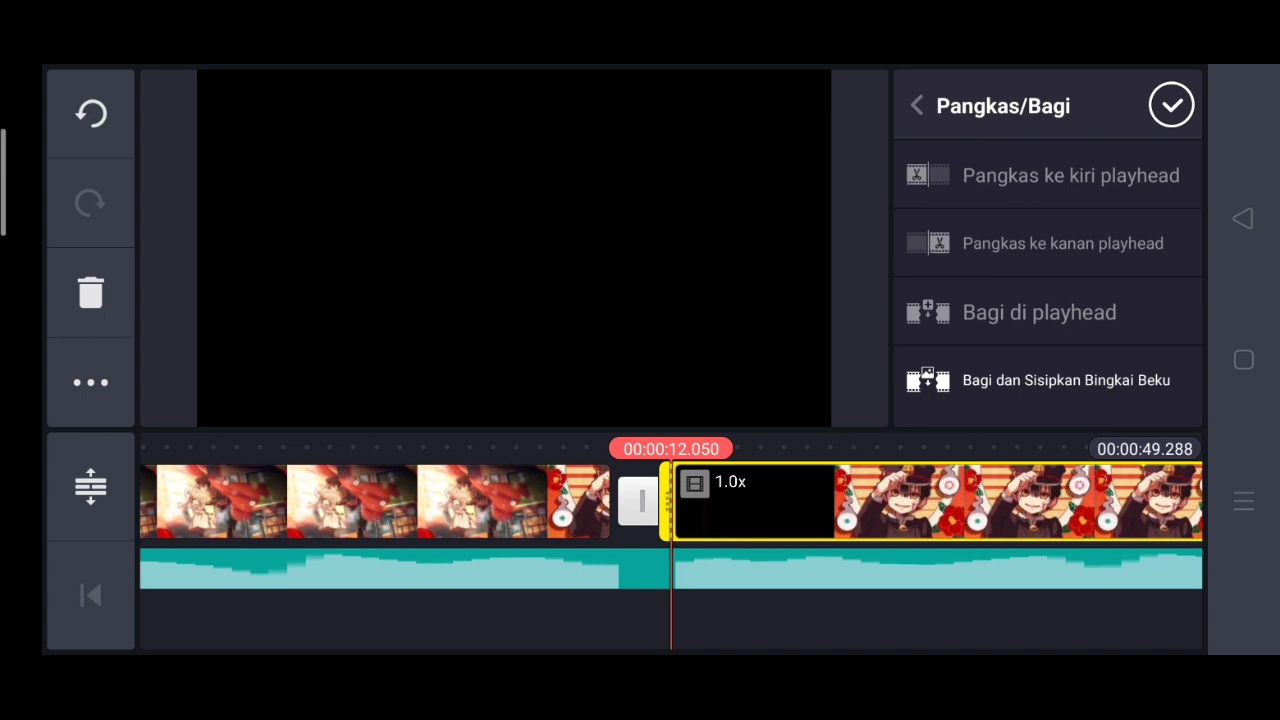 Pangkas/Bagi
Pangkas ke kiri playhead
Pangkas ke kanan playhead
Bagi di playhead
Bagi dan Sisipkan Bingkai Beku
00:00:12.050
00:00:49.288
1.0x